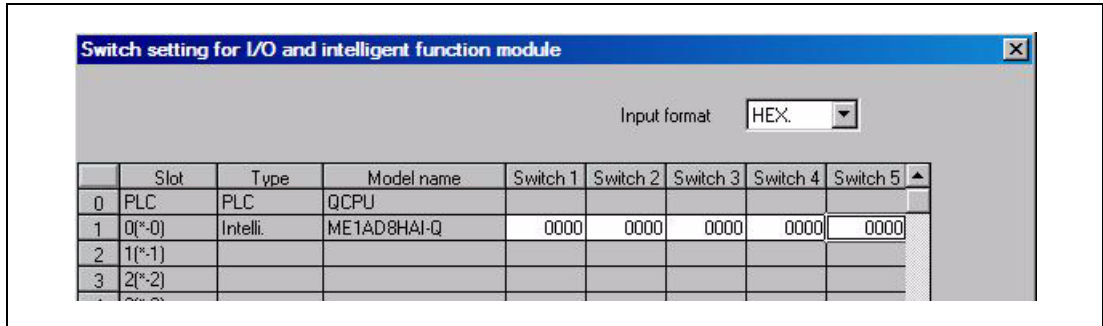 Switch setting for I/O and intelligent function module
Input format HEX.
Slot Type Model name Switch 1 Switch 2 Switch 3 Switch 4 Switch 5
0 PLC PLC QCPU
1 0(*-0) Intelli. ME1AD8HAI-Q 0000 0000 0000 0000 0000
2 1(*-1)
3 2(*-2)